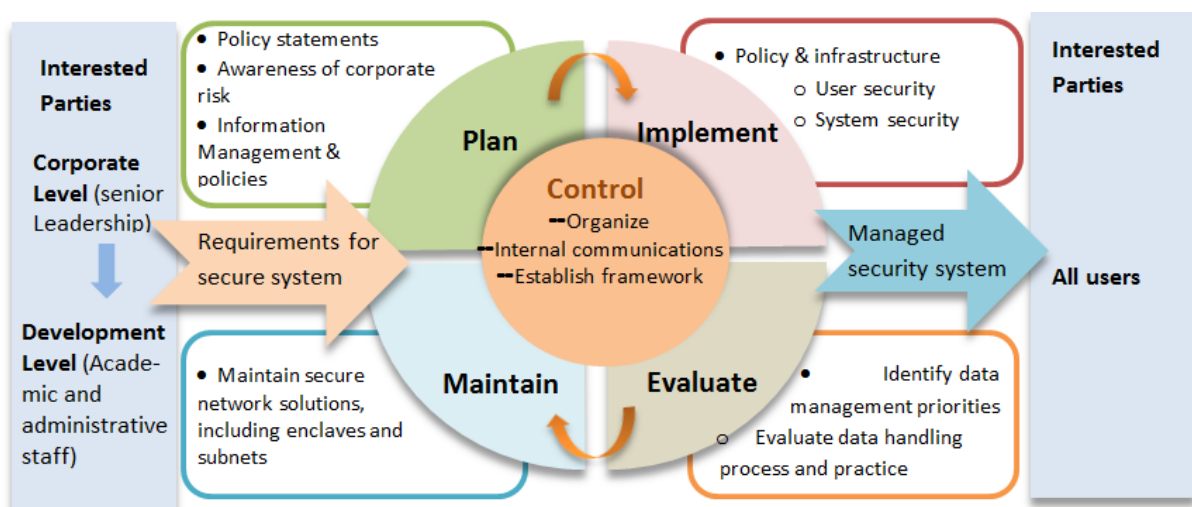 Interested
Parties
Corporate
Level (senior
Leadership)
Development
Level (Acade-
mic and
administrative
staff)
• Policy statements
• Awareness of corporate
risk
• Information
Management &
policies
Requirements for
secure system
• Maintain secure
network solutions,
including enclaves and
subnets
Plan
Implement
Control
--Organize
--Internal communications
--Establish framework
Maintain
Evaluate
• Policy & infrastructure
o User security
o System security
Managed
security system
• Identify data
management priorities
o Evaluate data handling
process and practice
Interested
Parties
All users